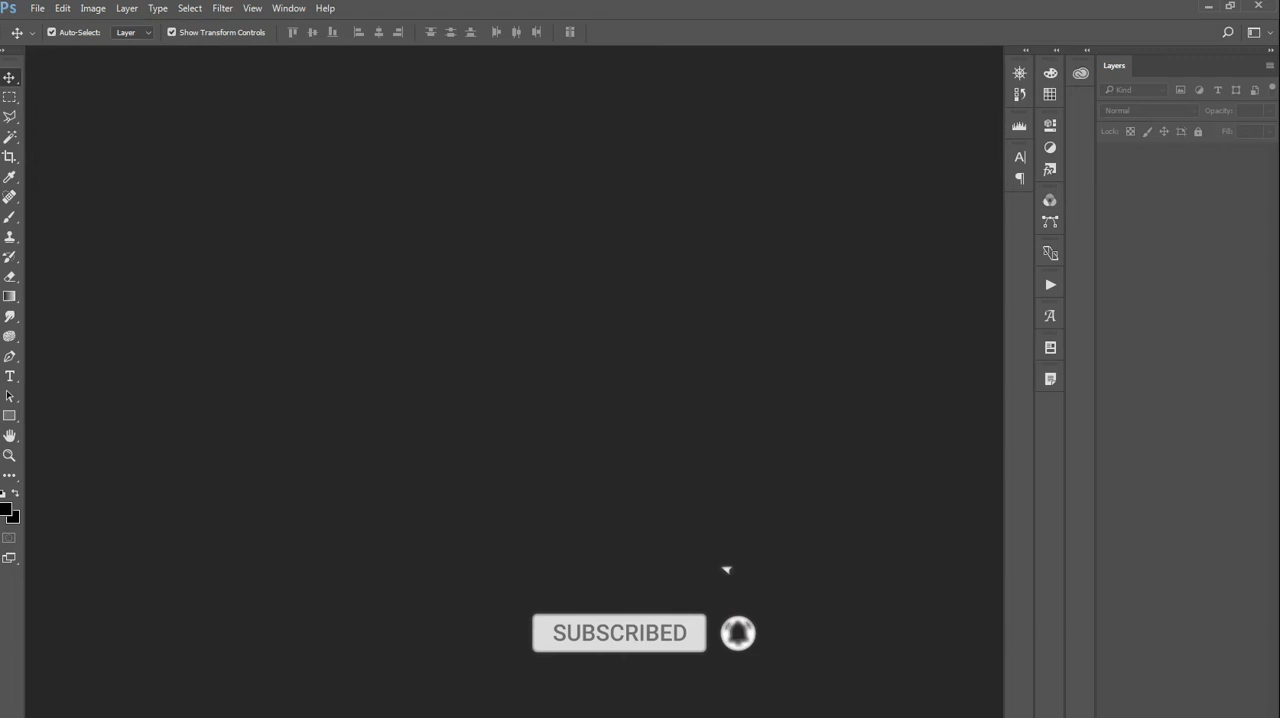 Ps File Edit Image Layer Type Select Filter View Window Help
Auto-Select: Layer Show Transform Controls
Layers
Kind
Normal Opacity:
Lock: Fill:
SUBSCRIBED